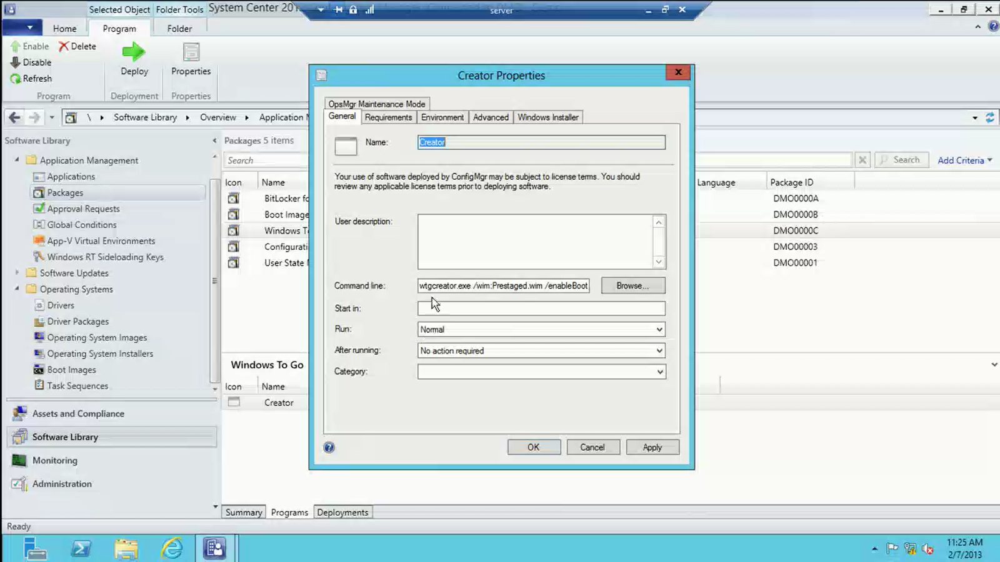 Selected Object
Folder Tools
System Center 20
server
Home
Program
Folder
Enable
Delete
Disable
Refresh
Deploy
Properties
Program
Deployment
Properties
\
Software Library
Overview
Application
Software Library
Application Management
Applications
Packages
Approval Requests
Global Conditions
App-V Virtual Environments
Windows RT Sideloading Keys
Software Updates
Operating Systems
Drivers
Driver Packages
Operating System Images
Operating System Installers
Boot Images
Task Sequences
Assets and Compliance
Software Library
Monitoring
Administration
Packages 5 items
Search
Search
Add Criteria
Icon
Name
Language
Package ID
BitLocker fo
DMO0000A
Boot Image
DMO0000B
Windows T
DMO0000C
Configurati
DMO00003
User State
DMO00001
Windows To Go
Icon
Name
Creator
Summary
Programs
Deployments
Creator Properties
OpsMgr Maintenance Mode
General
Requirements
Environment
Advanced
Windows Installer
Name:
Creator
Your use of software deployed by ConfigMgr may be subject to license terms. You should
review any applicable license terms prior to deploying software.
User description:
Command line:
wtgcreator.exe /wim:Prestaged.wim /enableBoot
Browse...
Start in:
Run:
Normal
After running:
No action required
Category:
OK
Cancel
Apply
Ready
11:25 AM
2/7/2013